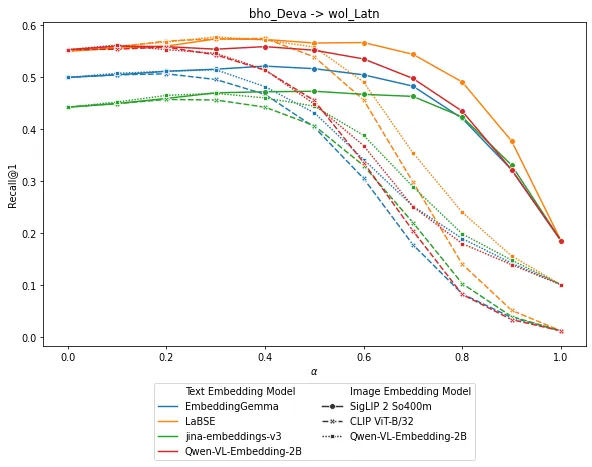 bho_Deva -> wol_Latn
Recall@1
0.6
0.5
0.4
0.3
0.2
0.1
0.0
0.0
0.2
0.4
0.6
0.8
1.0
α
Text Embedding Model
EmbeddingGemma
LaBSE
jina-embeddings-v3
Qwen-VL-Embedding-2B
Image Embedding Model
SigLIP 2 So400m
CLIP ViT-B/32
Qwen-VL-Embedding-2B